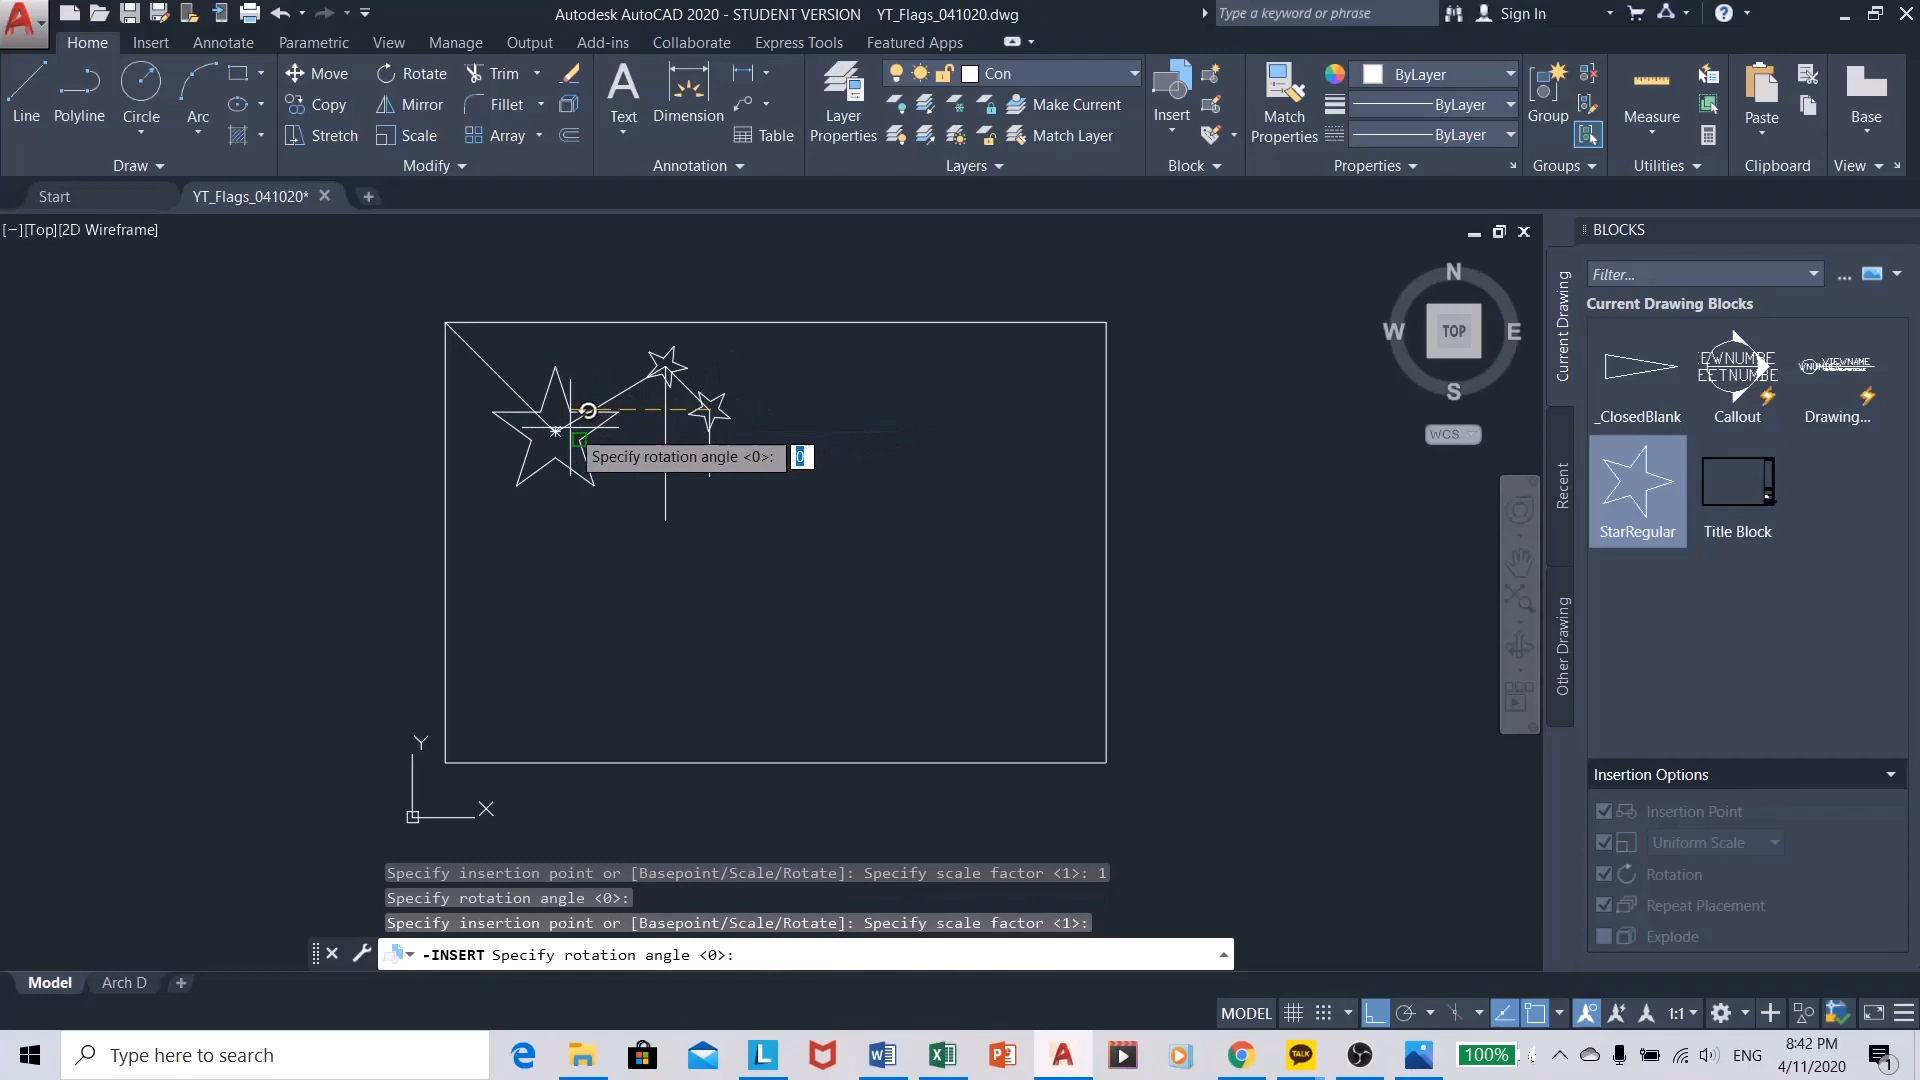 Autodesk AutoCAD 2020 - STUDENT VERSION YT_Flags_041020.dwg
Type a keyword or phrase
Sign In
Home Insert Annotate Parametric View Manage Output Add-ins Collaborate Express Tools Featured Apps
Line Polyline Circle Arc
Draw
Move Rotate Trim
Copy Mirror Fillet
Stretch Scale Array
Modify
Text Dimension Table
Annotation
Layer Properties
Con
Make Current
Match Layer
Layers
Insert
Block
Match Properties
ByLayer
ByLayer
ByLayer
Properties
Group
Groups
Measure
Utilities
Paste
Clipboard
Base
View
Start YT_Flags_041020*
[−][Top][2D Wireframe]
N
W TOP E
S
WCS
Specify rotation angle <0>: 0
Y
X
BLOCKS
Filter...
Current Drawing Blocks
Current Drawing
Recent
Other Drawing
_ClosedBlank Callout Drawing...
StarRegular Title Block
Insertion Options
Insertion Point
Uniform Scale
Rotation
Repeat Placement
Explode
Specify insertion point or [Basepoint/Scale/Rotate]: Specify scale factor <1>: 1
Specify rotation angle <0>:
Specify insertion point or [Basepoint/Scale/Rotate]: Specify scale factor <1>:
-INSERT Specify rotation angle <0>:
Model Arch D
MODEL 1:1
Type here to search
100%
ENG
8:42 PM
4/11/2020